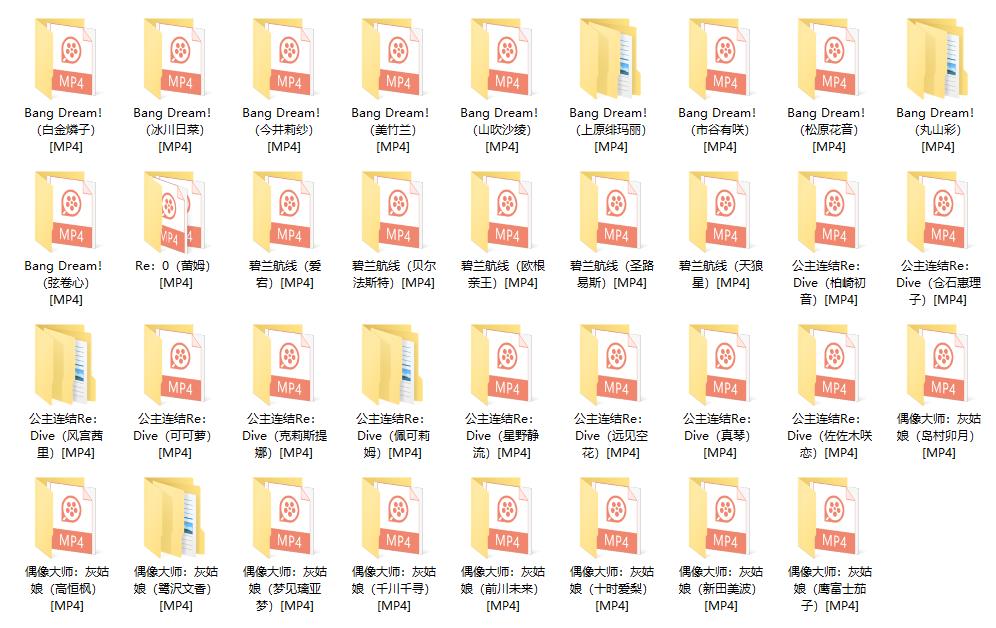 MP4
MP4
MP4
MP4
MP4
MP4
MP4
Bang Dream! (白金燐子) [MP4]
Bang Dream! (冰川日菜) [MP4]
Bang Dream! (今井莉纱) [MP4]
Bang Dream! (美竹兰) [MP4]
Bang Dream! (山吹沙绫) [MP4]
Bang Dream! (上原绯玛丽) [MP4]
Bang Dream! (市谷有咲) [MP4]
Bang Dream! (松原花音) [MP4]
Bang Dream! (丸山彩) [MP4]
MP4
MP4
MP4
MP4
MP4
MP4
MP4
MP4
MP4
MP4
Bang Dream! (弦卷心) [MP4]
Re：0（蕾姆）[MP4]
碧兰航线（爱宕）[MP4]
碧兰航线（贝尔法斯特）[MP4]
碧兰航线（欧根亲王）[MP4]
碧兰航线（圣路易斯）[MP4]
碧兰航线（天狼星）[MP4]
公主连结Re：Dive（柏崎初音）[MP4]
公主连结Re：Dive（仓石惠理子）[MP4]
MP4
MP4
MP4
MP4
MP4
MP4
公主连结Re：Dive（风宫茜里）[MP4]
公主连结Re：Dive（可可萝）[MP4]
公主连结Re：Dive（克莉斯提娜）[MP4]
公主连结Re：Dive（佩可莉姆）[MP4]
公主连结Re：Dive（星野静流）[MP4]
公主连结Re：Dive（远见空花）[MP4]
公主连结Re：Dive（真琴）[MP4]
公主连结Re：Dive（佐佐木咲恋）[MP4]
偶像大师：灰姑娘（岛村卯月）[MP4]
MP4
MP4
MP4
MP4
MP4
MP4
MP4
偶像大师：灰姑娘（高恒枫）[MP4]
偶像大师：灰姑娘（鹭沢文香）[MP4]
偶像大师：灰姑娘（梦见璃亚梦）[MP4]
偶像大师：灰姑娘（千川千寻）[MP4]
偶像大师：灰姑娘（前川未来）[MP4]
偶像大师：灰姑娘（十时爱梨）[MP4]
偶像大师：灰姑娘（新田美波）[MP4]
偶像大师：灰姑娘（鹰富士茄子）[MP4]